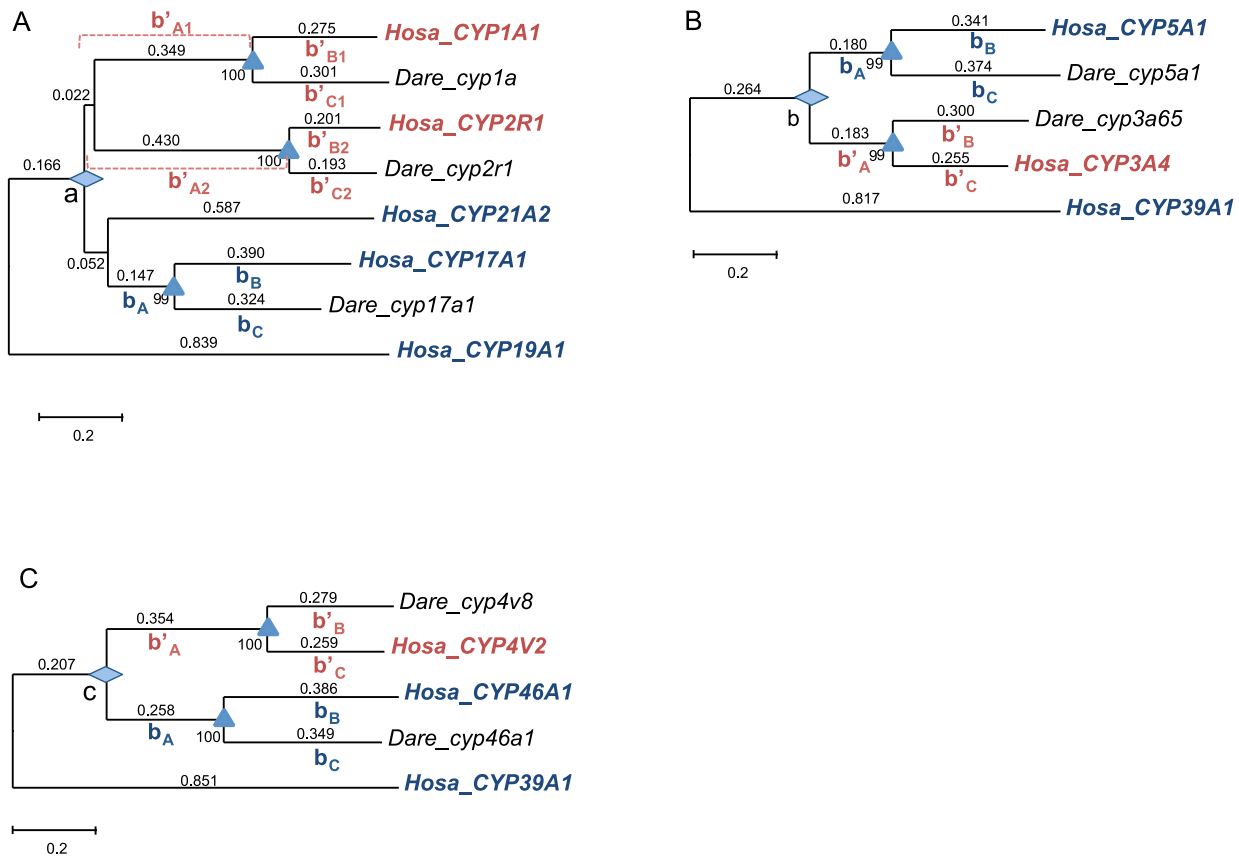 A
b'A1
0.275
Hosa_CYP1A1
0.349
b'B1
100
0.301
Dare_cyp1a
0.022
b'C1
0.201
Hosa_CYP2R1
0.430
b'B2
100
0.193
Dare_cyp2r1
0.166
b'A2
b'C2
a
0.587
Hosa_CYP21A2
0.052
0.390
Hosa_CYP17A1
0.147
bB
bA
99
0.324
Dare_cyp17a1
bC
0.839
Hosa_CYP19A1
0.2
B
0.341
Hosa_CYP5A1
0.180
bB
bA
99
0.374
Dare_cyp5a1
0.264
bC
b
0.300
Dare_cyp3a65
0.183
b'B
b'A
99
0.255
Hosa_CYP3A4
b'C
0.817
Hosa_CYP39A1
0.2
C
0.279
Dare_cyp4v8
0.354
b'B
b'A
100
0.259
Hosa_CYP4V2
0.207
b'C
c
0.386
Hosa_CYP46A1
0.258
bB
bA
100
0.349
Dare_cyp46a1
bC
0.851
Hosa_CYP39A1
0.2